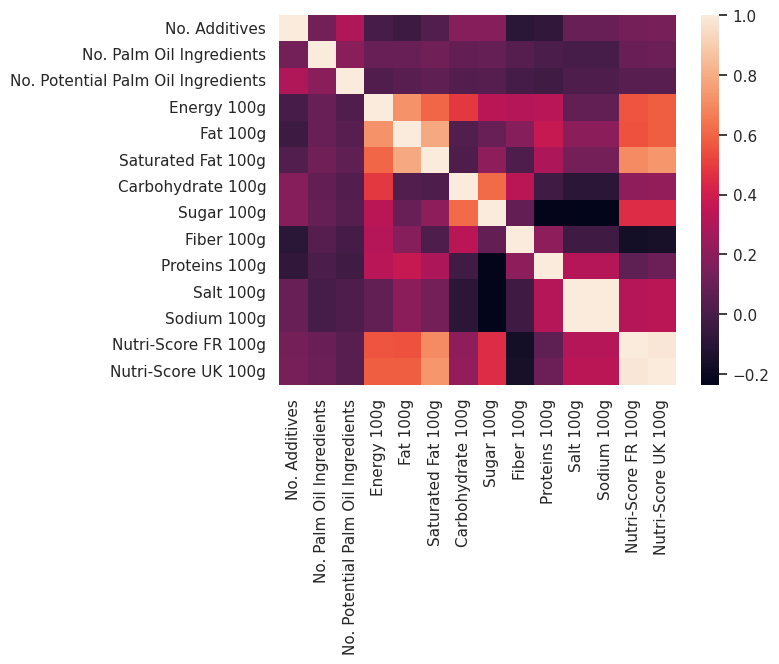 No. Additives
No. Palm Oil Ingredients
No. Potential Palm Oil Ingredients
Energy 100g
Fat 100g
Saturated Fat 100g
Carbohydrate 100g
Sugar 100g
Fiber 100g
Proteins 100g
Salt 100g
Sodium 100g
Nutri-Score FR 100g
Nutri-Score UK 100g
No. Additives
No. Palm Oil Ingredients
No. Potential Palm Oil Ingredients
Energy 100g
Fat 100g
Saturated Fat 100g
Carbohydrate 100g
Sugar 100g
Fiber 100g
Proteins 100g
Salt 100g
Sodium 100g
Nutri-Score FR 100g
Nutri-Score UK 100g
1.0
0.8
0.6
0.4
0.2
0.0
−0.2